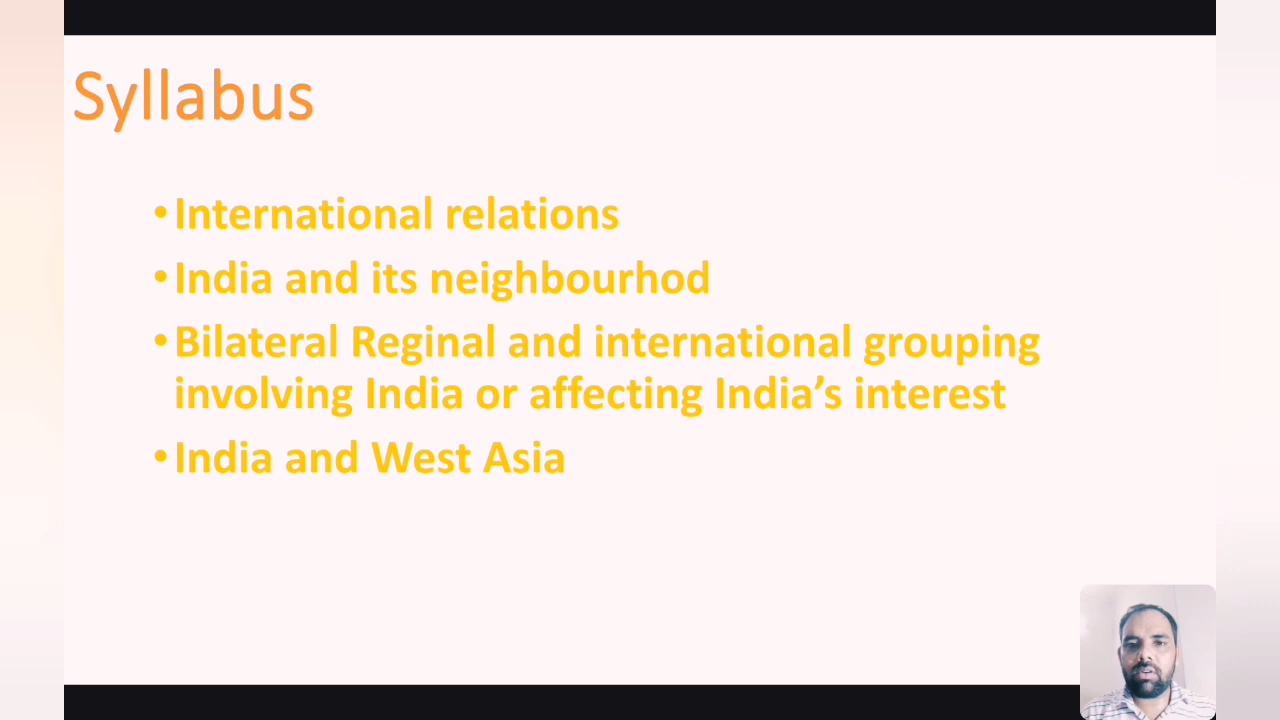 Syllabus
•International relations
•India and its neighbourhod
•Bilateral Reginal and international grouping
involving India or affecting India’s interest
•India and West Asia